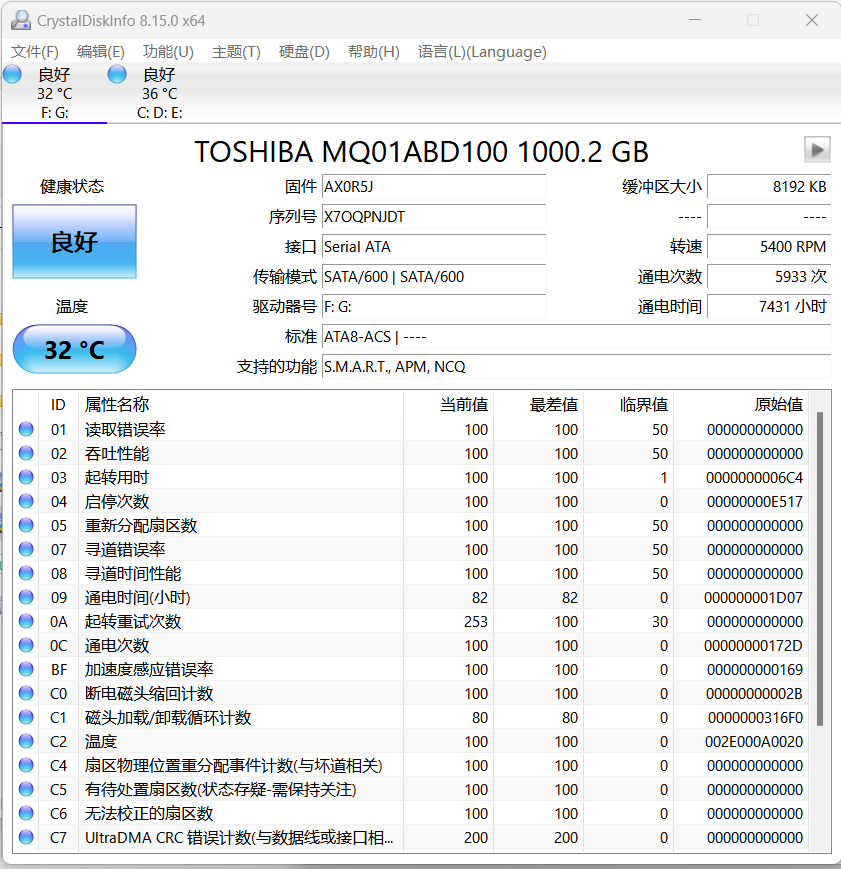 CrystalDiskInfo 8.15.0 x64
文件(F) 编辑(E) 功能(U) 主题(T) 硬盘(D) 帮助(H) 语言(L)(Language)
良好 良好
32 °C 36 °C
F: G: C: D: E:
TOSHIBA MQ01ABD100 1000.2 GB
健康状态 固件 AX0R5J 缓冲区大小 8192 KB
良好 序列号 X7OQPNJDT ---- ----
接口 Serial ATA 转速 5400 RPM
传输模式 SATA/600 | SATA/600 通电次数 5933 次
温度 驱动器号 F: G: 通电时间 7431 小时
32 °C 标准 ATA8-ACS | ----
支持的功能 S.M.A.R.T., APM, NCQ
ID 属性名称 当前值 最差值 临界值 原始值
01 读取错误率 100 100 50 000000000000
02 吞吐性能 100 100 50 000000000000
03 起转用时 100 100 1 0000000006C4
04 启停次数 100 100 0 00000000E517
05 重新分配扇区数 100 100 50 000000000000
07 寻道错误率 100 100 50 000000000000
08 寻道时间性能 100 100 50 000000000000
09 通电时间(小时) 82 82 0 000000001D07
0A 起转重试次数 253 100 30 000000000000
0C 通电次数 100 100 0 00000000172D
BF 加速度感应错误率 100 100 0 000000000169
C0 断电磁头缩回计数 100 100 0 00000000002B
C1 磁头加载/卸载循环计数 80 80 0 0000000316F0
C2 温度 100 100 0 002E000A0020
C4 扇区物理位置重分配事件计数(与坏道相关) 100 100 0 000000000000
C5 有待处置扇区数(状态存疑-需保持关注) 100 100 0 000000000000
C6 无法校正的扇区数 100 100 0 000000000000
C7 UltraDMA CRC 错误计数(与数据线或接口相... 200 200 0 000000000000